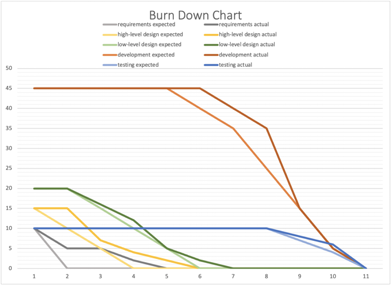 Burn Down Chart
requirements expected requirements actual
high-level design expected high-level design actual
low-level design expected low-level design actual
development expected development actual
testing expected testing actual
50
45
40
35
30
25
20
15
10
5
0
1 2 3 4 5 6 7 8 9 10 11